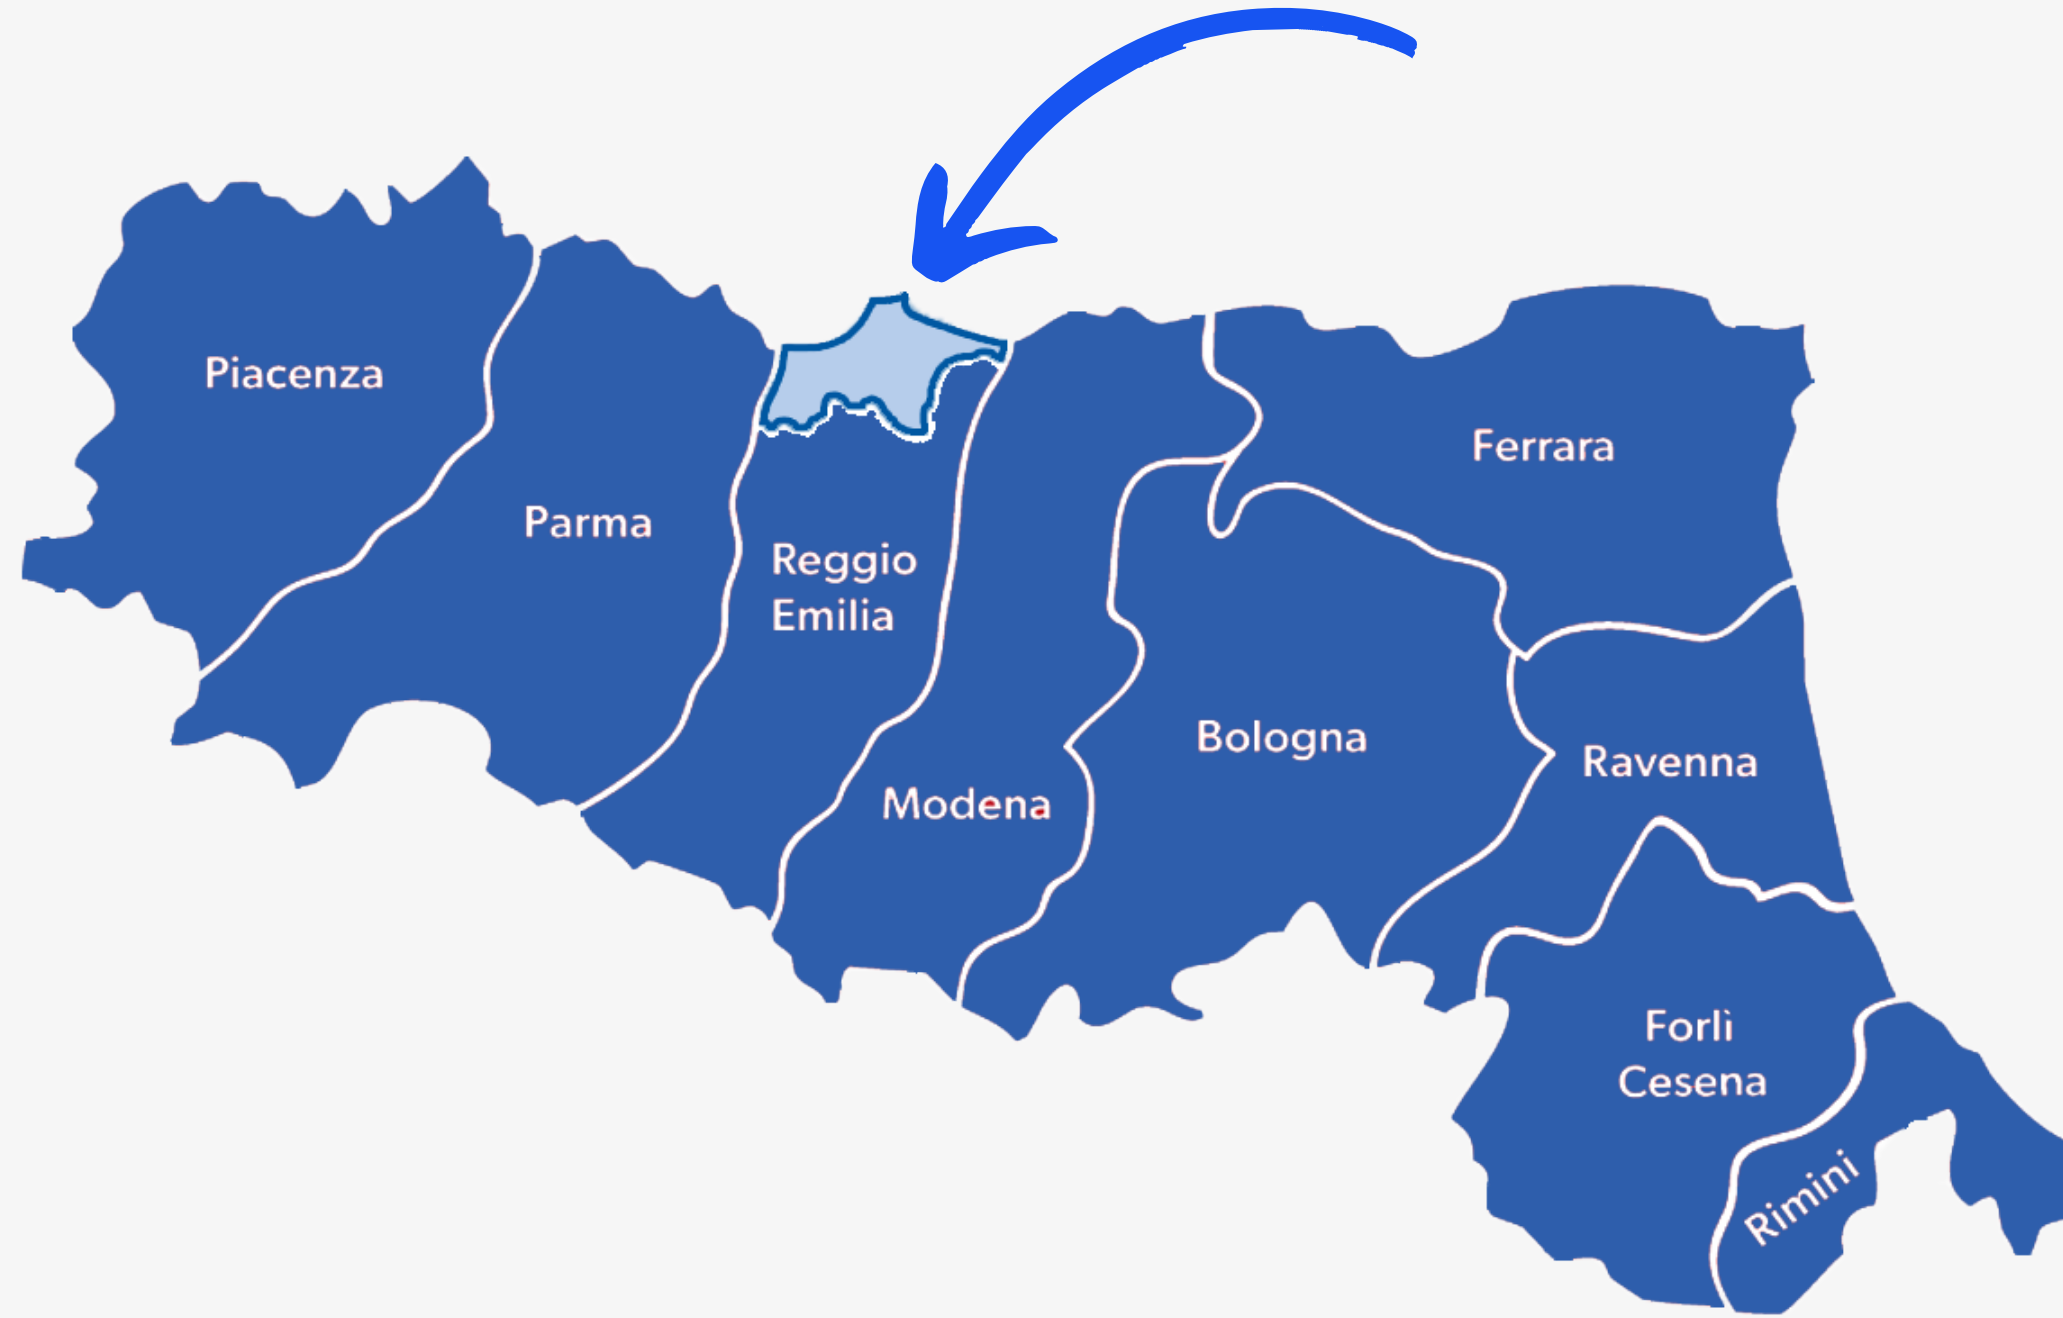 Piacenza
Parma
Reggio
Emilia
Modena
Bologna
Ferrara
Ravenna
Forlì
Cesena
Rimini